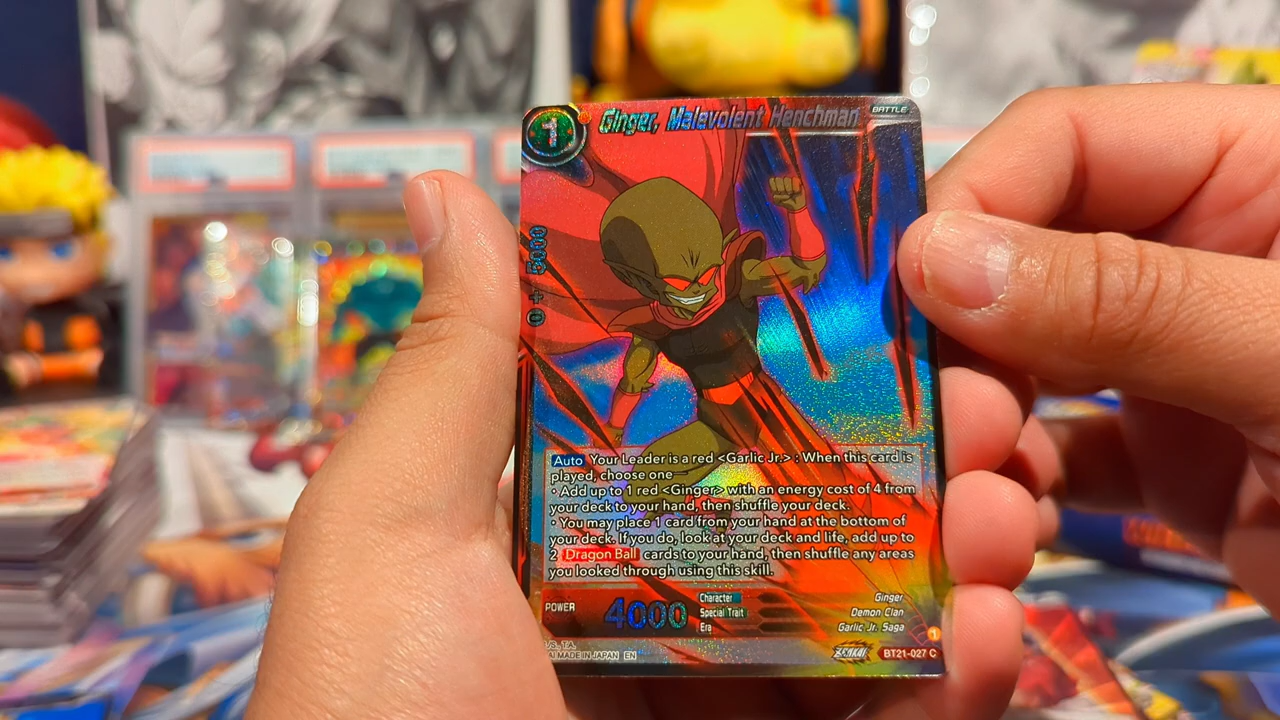 1
Ginger, Malevolent Henchman
BATTLE
0 + 5000
Auto Your Leader is a red <Garlic Jr.> : When this card is
played, choose one
• Add up to 1 red <Ginger> with an energy cost of 4 from
your deck to your hand, then shuffle your deck.
• You may place 1 card from your hand at the bottom of
your deck. If you do, look at your deck and life, add up to
2 Dragon Ball cards to your hand, then shuffle any areas
you looked through using this skill.
POWER 4000
Character Ginger
Special Trait Demon Clan
Era Garlic Jr. Saga
1
/S, T.A.
AI MADE IN JAPAN EN
ZENKAI
BT21-027 C